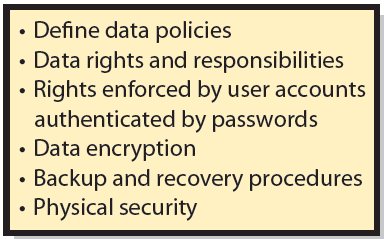 • Define data policies
• Data rights and responsibilities
• Rights enforced by user accounts
authenticated by passwords
• Data encryption
• Backup and recovery procedures
• Physical security